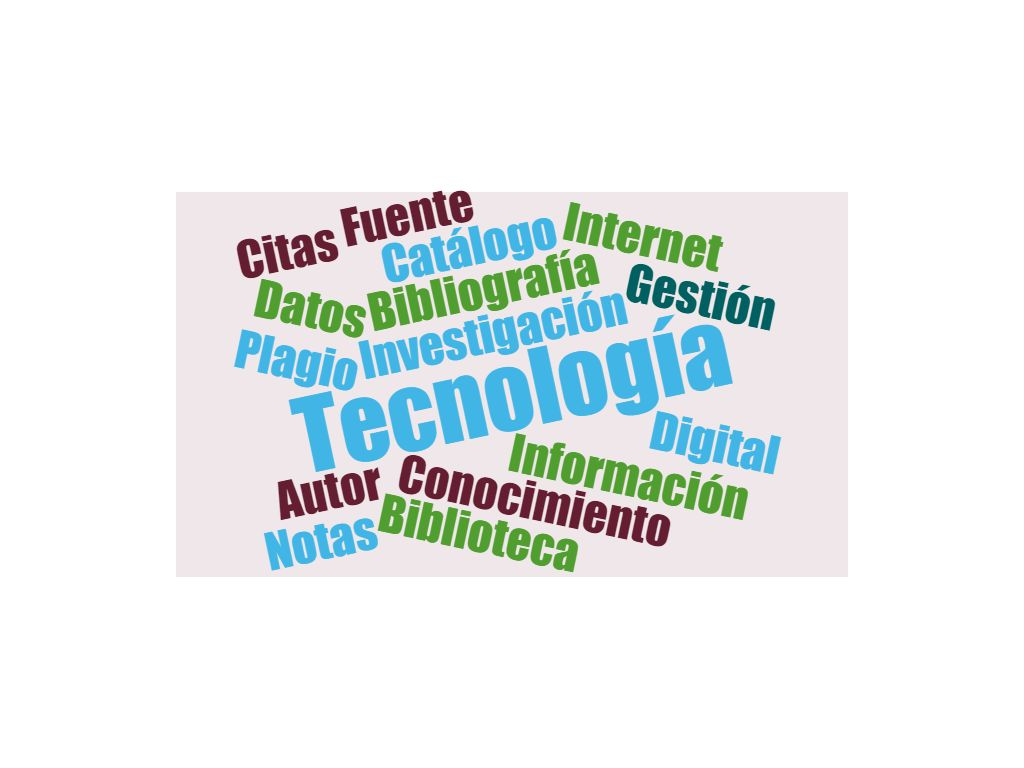 Fuente
Citas
Catálogo
Internet
Datos
Bibliografía
Gestión
Plagio
Investigación
Tecnología
Digital
Información
Autor
Conocimiento
Notas
Biblioteca